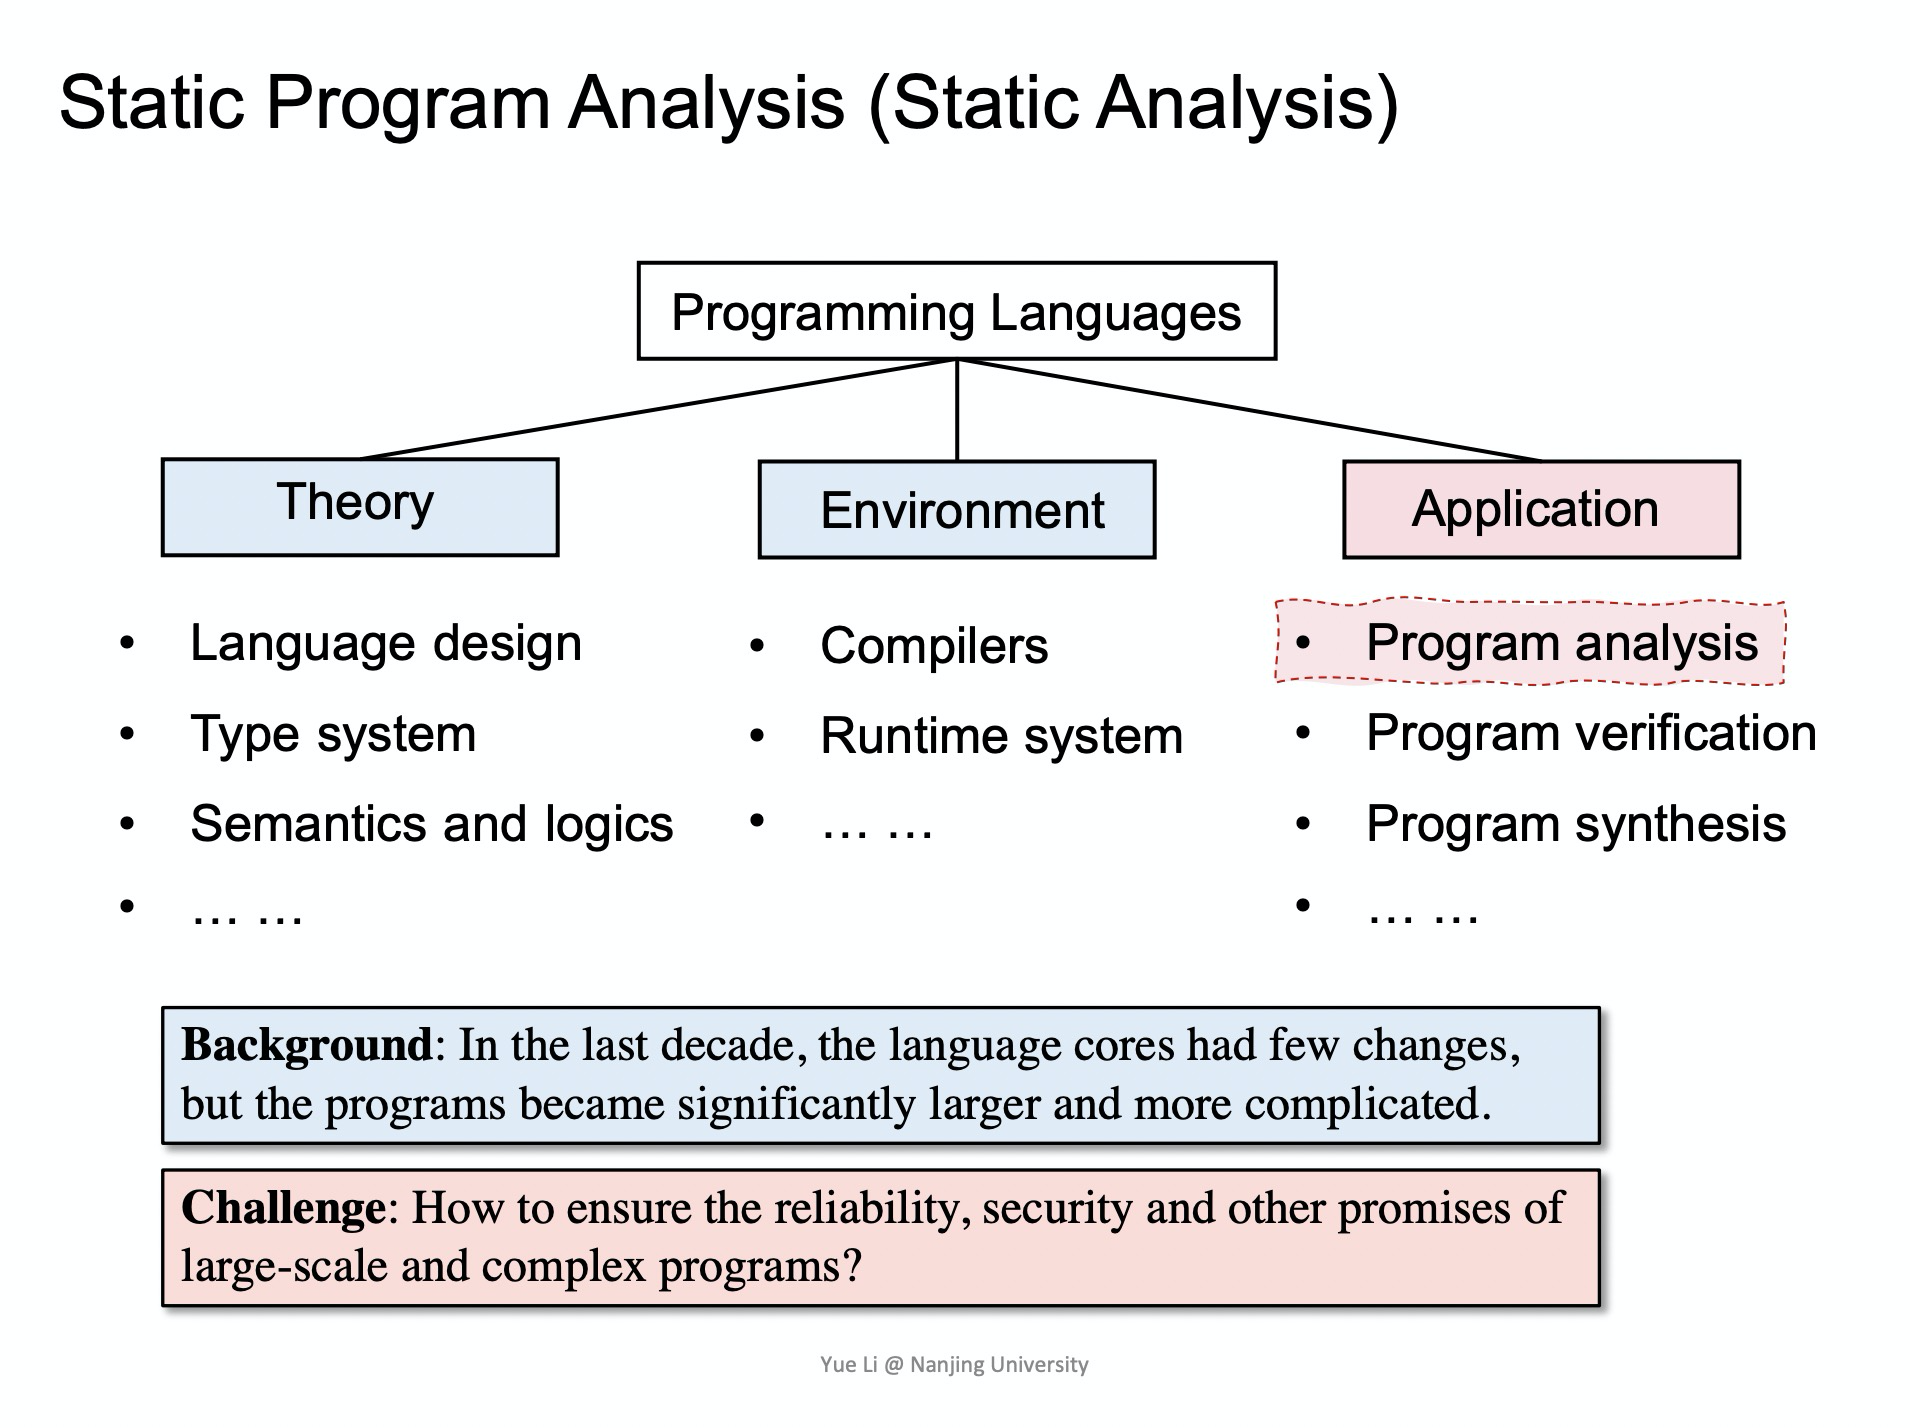 Static Program Analysis (Static Analysis)
Programming Languages
Theory
• Language design
• Type system
• Semantics and logics
• … …
Environment
• Compilers
• Runtime system
• … …
Application
• Program analysis
• Program verification
• Program synthesis
• … …
Background: In the last decade, the language cores had few changes,
but the programs became significantly larger and more complicated.
Challenge: How to ensure the reliability, security and other promises of
large-scale and complex programs?
Yue Li @ Nanjing University